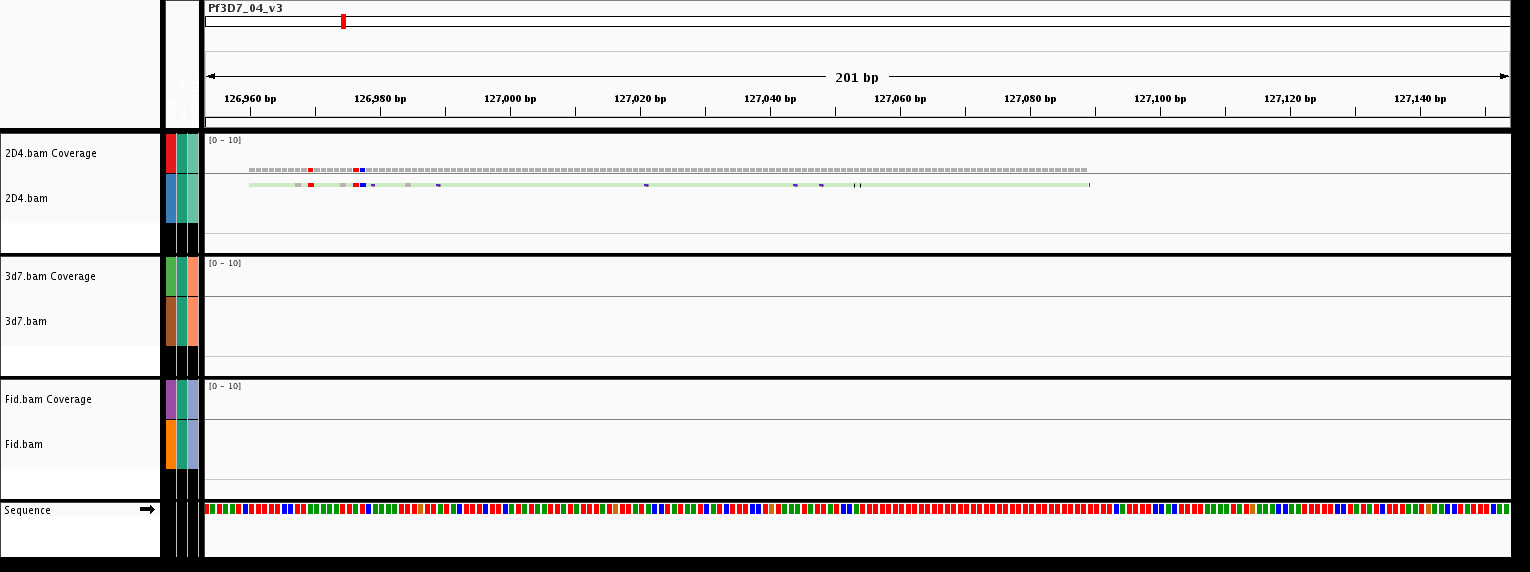 Pf3D7_04_v3
201 bp
126,960 bp 126,980 bp 127,000 bp 127,020 bp 127,040 bp 127,060 bp 127,080 bp 127,100 bp 127,120 bp 127,140 bp
[0 - 10]
2D4.bam Coverage
2D4.bam
[0 - 10]
3d7.bam Coverage
3d7.bam
[0 - 10]
Fid.bam Coverage
Fid.bam
Sequence